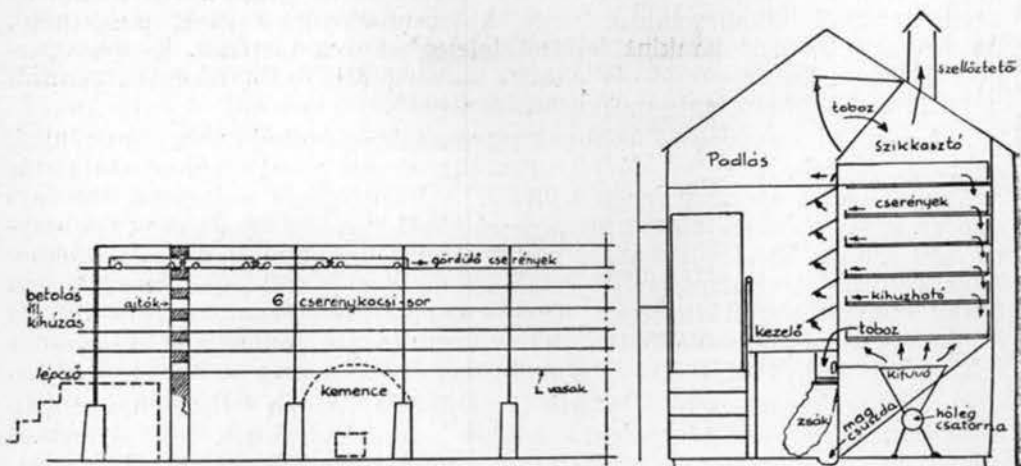 gördülő cserények
betolás
ill.
kihúzás
ajtók
6 cserénykocsi sor
lépcső
kemence
vasak
szellőztető
toboz
Szikkasztó
Padlás
cserények
kihuzható
kezelő
toboz
Kifuvó
zsák
mag
csuszda
hőlég
csatorna